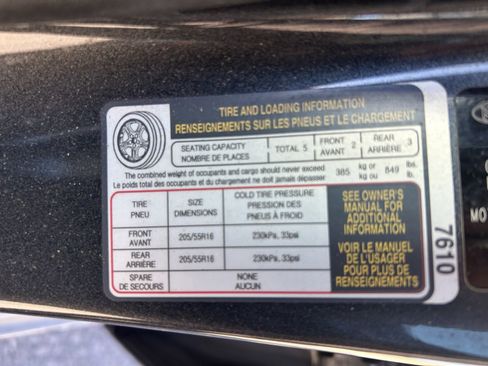 TIRE AND LOADING INFORMATION
RENSEIGNEMENTS SUR LES PNEUS ET LE CHARGEMENT
SEATING CAPACITY
NOMBRE DE PLACES
TOTAL 5
FRONT
AVANT 2
REAR
ARRIÈRE 3
The combined weight of occupants and cargo should never exceed 385 kg or 849 lbs.
Le poids total des occupants et du chargement ne doit jamais dépasser kg ou lb.
TIRE
PNEU
SIZE
DIMENSIONS
COLD TIRE PRESSURE
PRESSION DES
PNEUS À FROID
FRONT
AVANT
205/55R16
230kPa, 33psi
REAR
ARRIÈRE
205/55R16
230kPa, 33psi
SPARE
DE SECOURS
NONE
AUCUN
SEE OWNER'S
MANUAL FOR
ADDITIONAL
INFORMATION
VOIR LE MANUEL
DE L'USAGER
POUR PLUS DE
RENSEIGNEMENTS
7610
MO